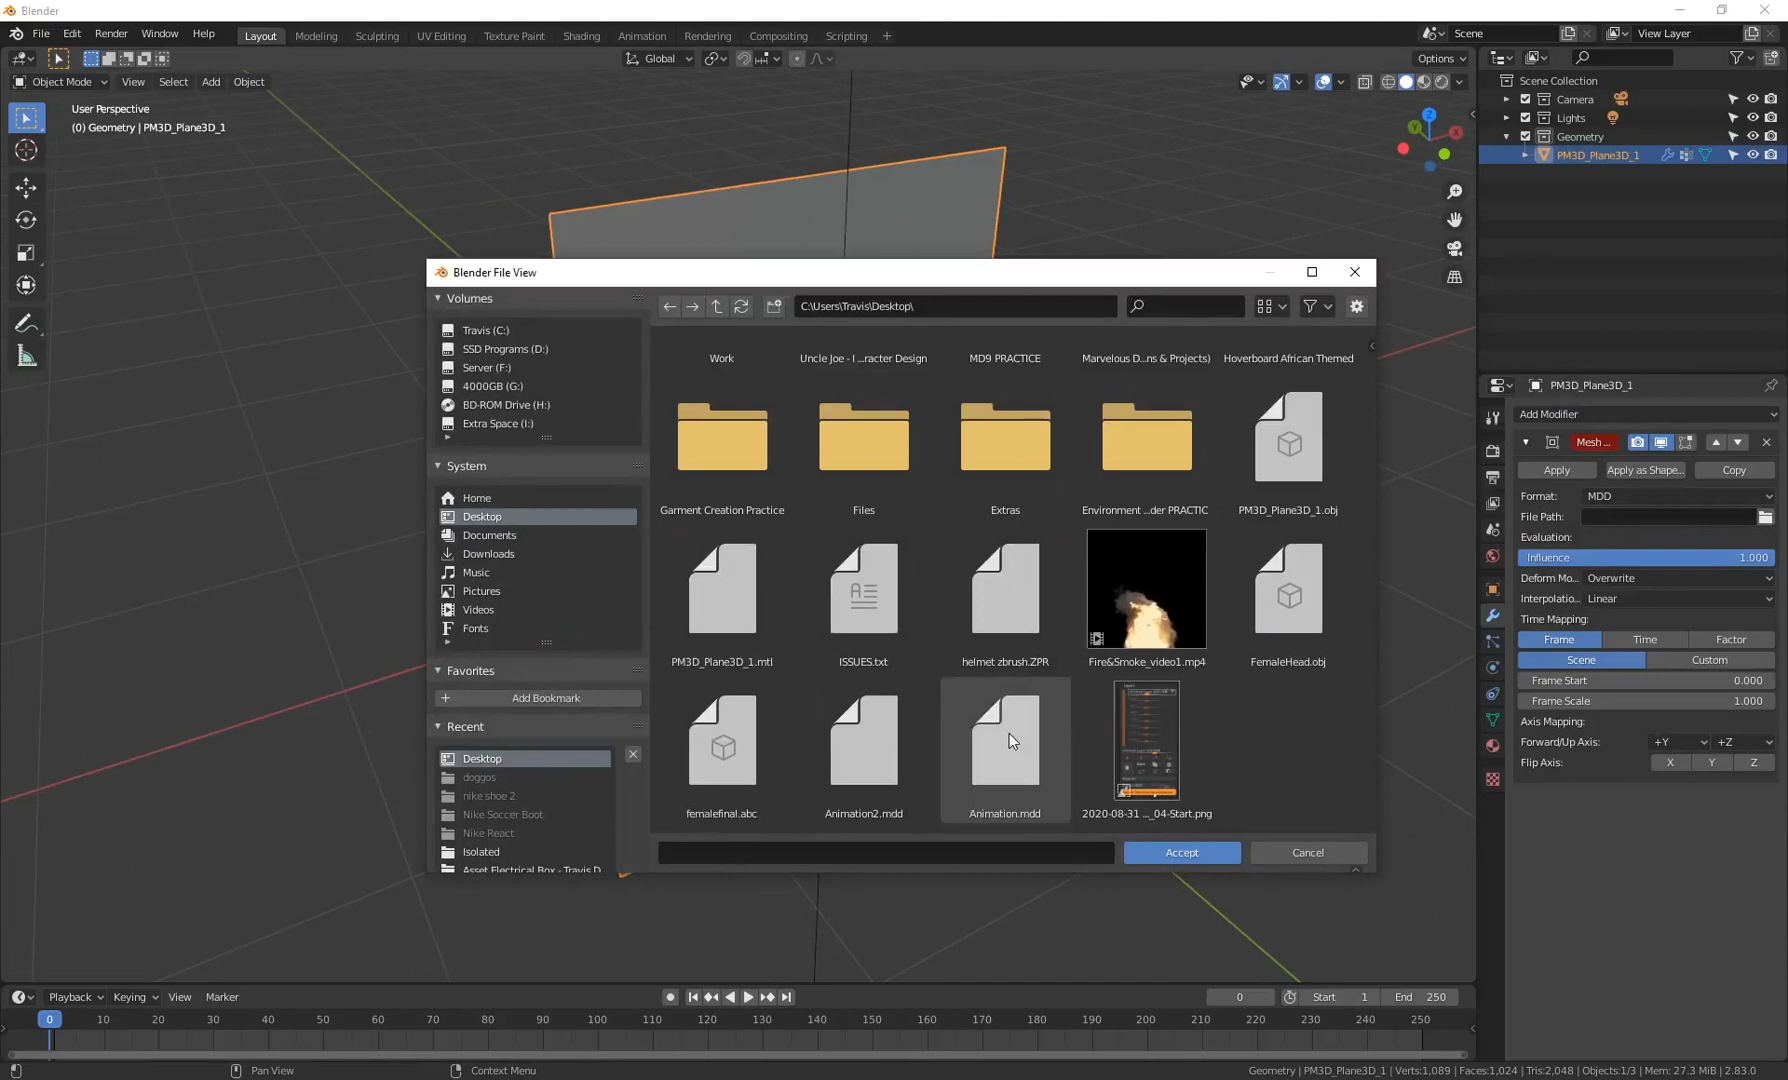 Blender
File Edit Render Window Help Layout Modeling Sculpting UV Editing Texture Paint Shading Animation Rendering Compositing Scripting + Scene View Layer
Global Options
Object Mode View Select Add Object
User Perspective
(0) Geometry | PM3D_Plane3D_1
Z
Scene Collection
Camera
Lights
Geometry
PM3D_Plane3D_1
Blender File View
Volumes
Travis (C:)
SSD Programs (D:)
Server (F:)
4000GB (G:)
BD-ROM Drive (H:)
Extra Space (I:)
System
Home
Desktop
Documents
Downloads
Music
Pictures
Videos
Fonts
Favorites
Add Bookmark
Recent
Desktop
doggos
nike shoe 2
Nike Soccer Boot
Nike React
Isolated
Asset Electrical Box - Travis D
C:\Users\Travis\Desktop\
Work Uncle Joe - I ...racter Design MD9 PRACTICE Marvelous D...ns & Projects) Hoverboard African Themed
Garment Creation Practice Files Extras Environment ...der PRACTIC PM3D_Plane3D_1.obj
PM3D_Plane3D_1.mtl ISSUES.txt helmet zbrush.ZPR Fire&Smoke_video1.mp4 FemaleHead.obj
femalefinal.abc Animation2.mdd Animation.mdd 2020-08-31 ..._04-Start.png
Accept Cancel
PM3D_Plane3D_1
Add Modifier
Mesh ...
Apply Apply as Shape... Copy
Format: MDD
File Path:
Evaluation:
Influence 1.000
Deform Mo... Overwrite
Interpolatio... Linear
Time Mapping:
Frame Time Factor
Scene Custom
Frame Start 0.000
Frame Scale 1.000
Axis Mapping:
Forward/Up Axis: +Y +Z
Flip Axis: X Y Z
Playback Keying View Marker 0 Start 1 End 250
0 10 20 30 40 50 60 70 80 90 100 110 120 130 140 150 160 170 180 190 200 210 220 230 240 250
Pan View Context Menu Geometry | PM3D_Plane3D_1 | Verts:1,089 | Faces:1,024 | Tris:2,048 | Objects:1/3 | Mem: 27.3 MiB | 2.83.0